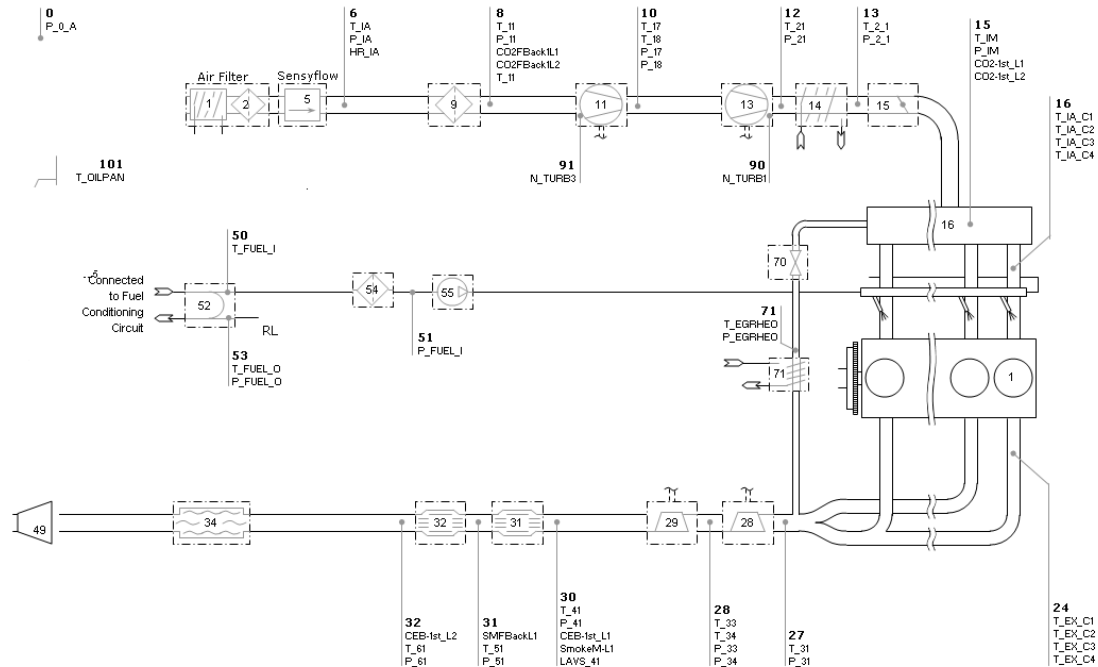 0
P_0_A
6
T_IA
P_IA
HR_IA
8
T_11
P_11
CO2FBack1L1
CO2FBack1L2
T_11
10
T_17
T_18
P_17
P_18
12
T_21
P_21
13
T_2_1
P_2_1
15
T_IM
P_IM
CO2-1st_L1
CO2-1st_L2
16
T_IA_C1
T_IA_C2
T_IA_C3
T_IA_C4
Air Filter
Sensyflow
1
2
5
9
11
13
14
15
91
N_TURB3
90
N_TURB1
101
T_OILPAN
16
50
T_FUEL_I
70
Connected
to Fuel
Conditioning
Circuit
52
54
55
RL
51
P_FUEL_I
53
T_FUEL_O
P_FUEL_O
71
T_EGRHEO
P_EGRHEO
71
1
49
34
32
31
29
28
32
CEB-1st_L2
T_61
P_61
31
SMFBackL1
T_51
P_51
30
T_41
P_41
CEB-1st_L1
SmokeM-L1
LAVS_41
28
T_33
T_34
P_33
P_34
27
T_31
P_31
24
T_EX_C1
T_EX_C2
T_EX_C3
T_EX_C4